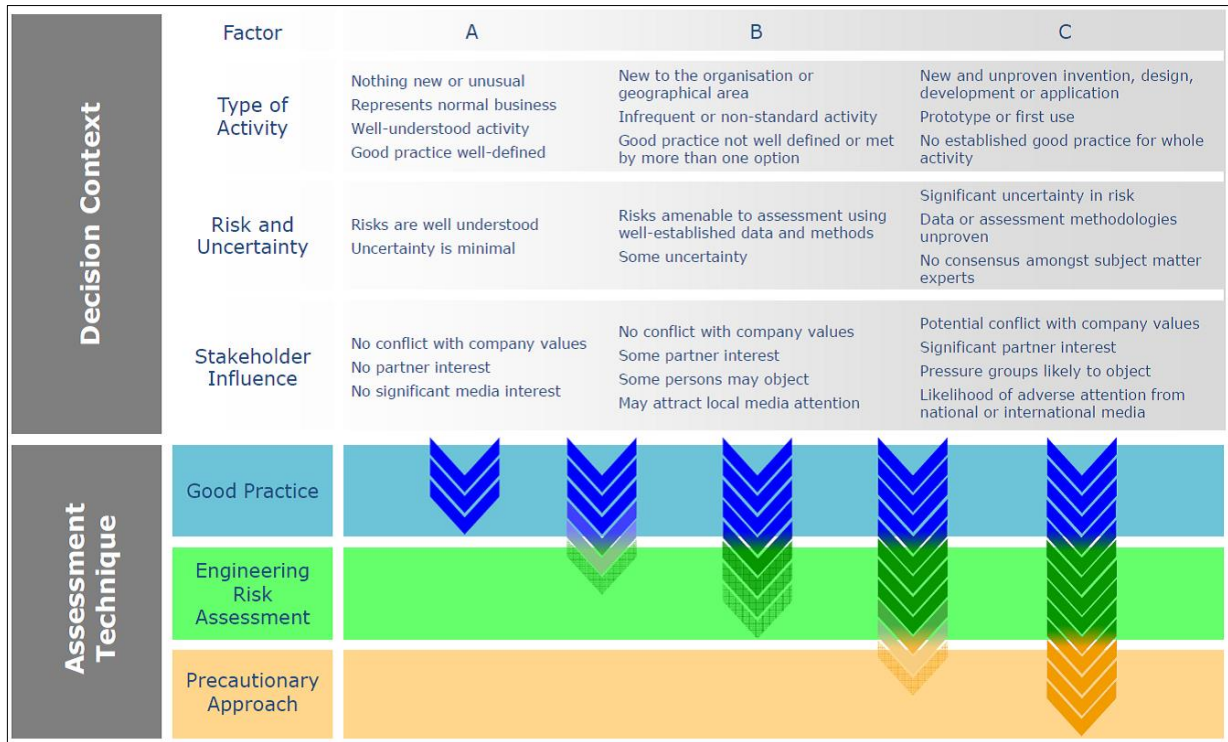 Decision Context
Factor
A
B
C
Type of
Activity
Nothing new or unusual
Represents normal business
Well-understood activity
Good practice well-defined
New to the organisation or
geographical area
Infrequent or non-standard activity
Good practice not well defined or met
by more than one option
New and unproven invention, design,
development or application
Prototype or first use
No established good practice for whole
activity
Risk and
Uncertainty
Risks are well understood
Uncertainty is minimal
Risks amenable to assessment using
well-established data and methods
Some uncertainty
Significant uncertainty in risk
Data or assessment methodologies
unproven
No consensus amongst subject matter
experts
Stakeholder
Influence
No conflict with company values
No partner interest
No significant media interest
No conflict with company values
Some partner interest
Some persons may object
May attract local media attention
Potential conflict with company values
Significant partner interest
Pressure groups likely to object
Likelihood of adverse attention from
national or international media
Assessment
Technique
Good Practice
Engineering
Risk
Assessment
Precautionary
Approach